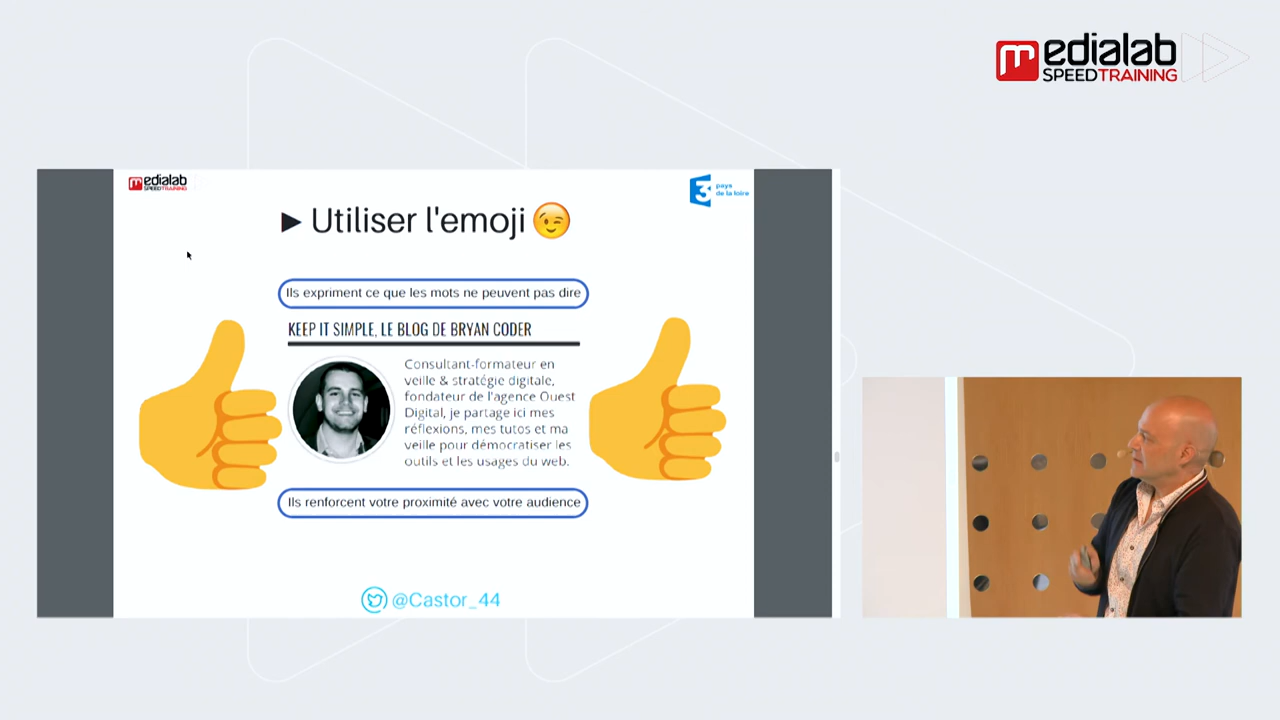 medialab
SPEEDTRAINING
medialab
SPEEDTRAINING
3 pays
de la loire
► Utiliser l'emoji 😉
Ils expriment ce que les mots ne peuvent pas dire
KEEP IT SIMPLE, LE BLOG DE BRYAN CODER
Consultant-formateur en
veille & stratégie digitale,
fondateur de l'agence Ouest
Digital, je partage ici mes
réflexions, mes tutos et ma
veille pour démocratiser les
outils et les usages du web.
Ils renforcent votre proximité avec votre audience
@Castor_44